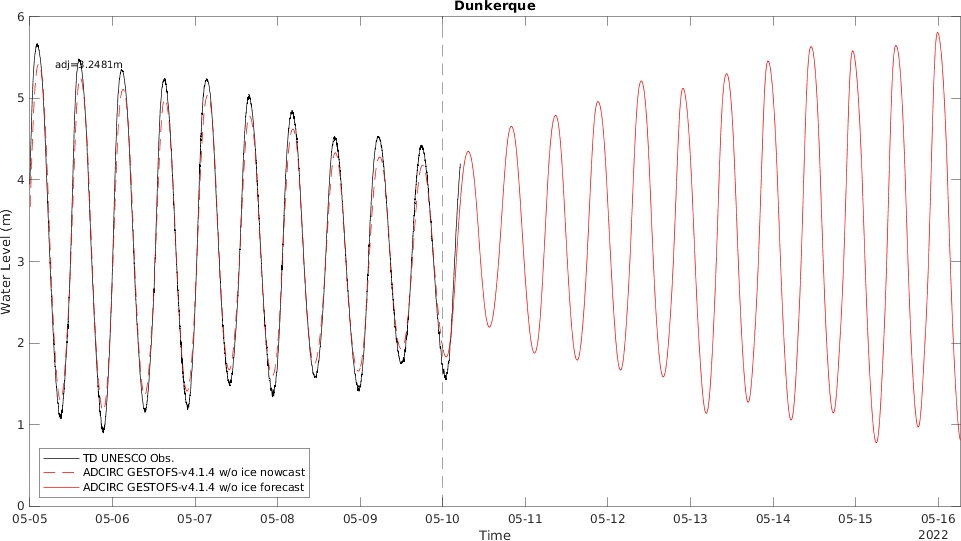 Dunkerque
adj=3.2481m
Water Level (m)
6
5
4
3
2
1
0
TD UNESCO Obs.
ADCIRC GESTOFS-v4.1.4 w/o ice nowcast
ADCIRC GESTOFS-v4.1.4 w/o ice forecast
05-05 05-06 05-07 05-08 05-09 05-10 05-11 05-12 05-13 05-14 05-15 05-16
Time
2022